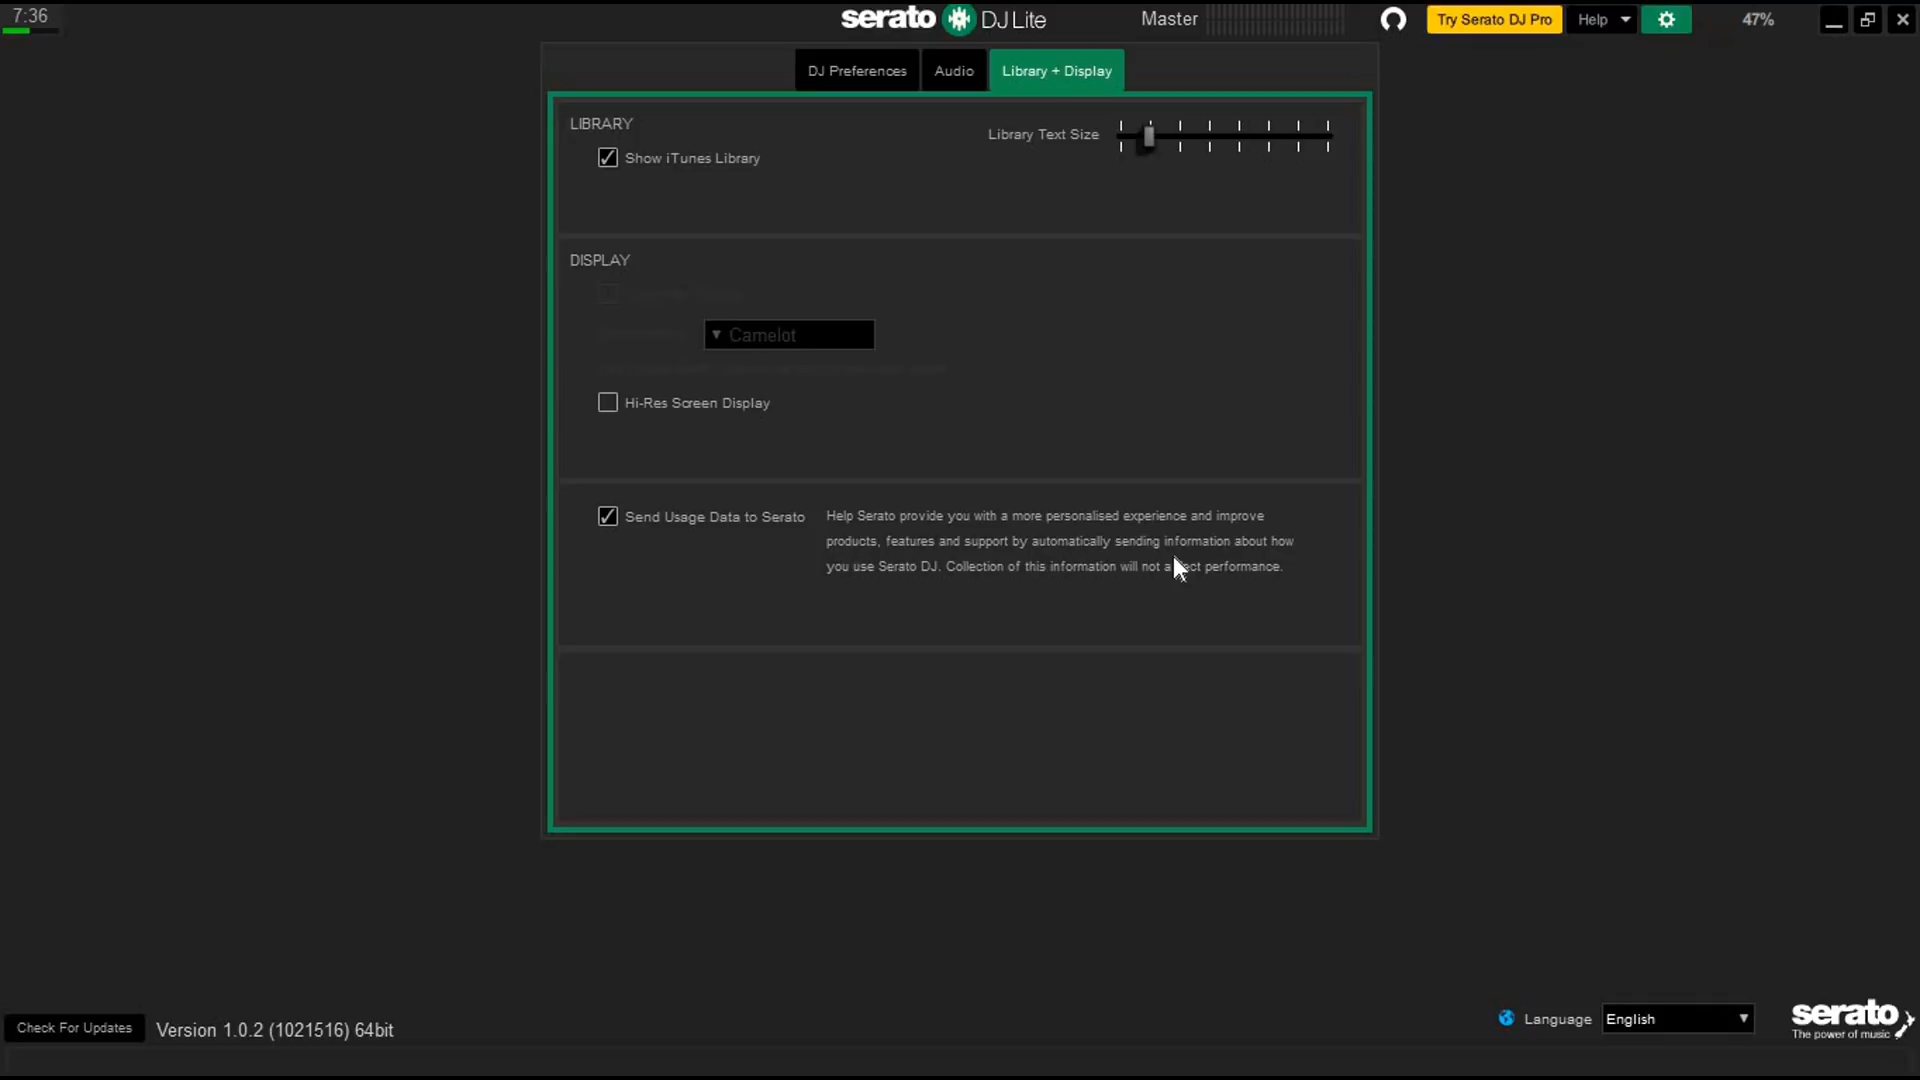 7:36
serato DJ Lite
Master
Try Serato DJ Pro
Help
47%
DJ Preferences
Audio
Library + Display
LIBRARY
Library Text Size
Show iTunes Library
DISPLAY
Camelot
Hi-Res Screen Display
Send Usage Data to Serato
Help Serato provide you with a more personalised experience and improve
products, features and support by automatically sending information about how
you use Serato DJ. Collection of this information will not affect performance.
Check For Updates
Version 1.0.2 (1021516) 64bit
Language
English
serato
The power of music